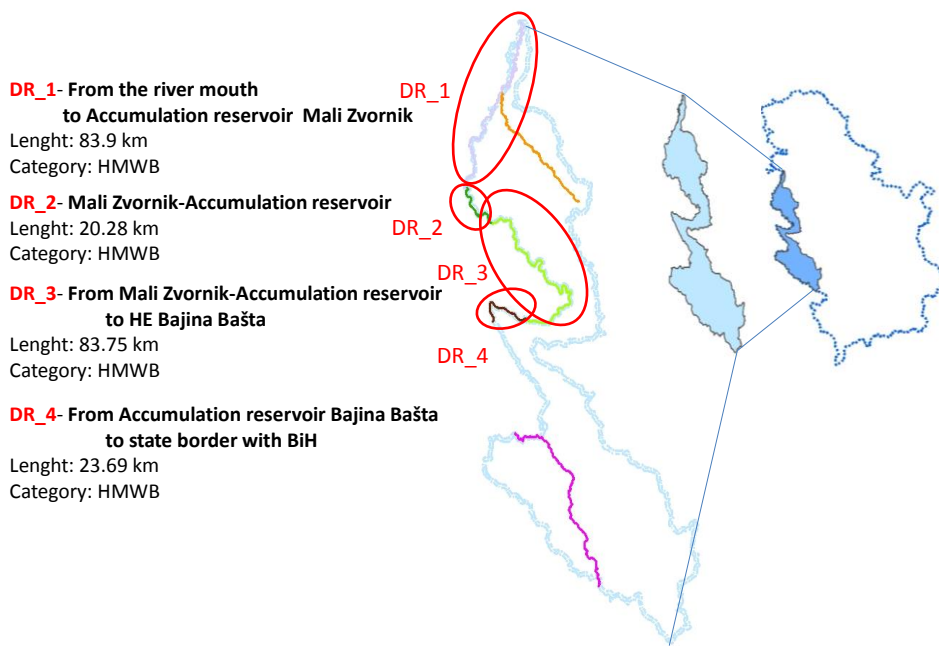 DR_1- From the river mouth
to Accumulation reservoir Mali Zvornik
Lenght: 83.9 km
Category: HMWB
DR_2- Mali Zvornik-Accumulation reservoir
Lenght: 20.28 km
Category: HMWB
DR_3- From Mali Zvornik-Accumulation reservoir
to HE Bajina Bašta
Lenght: 83.75 km
Category: HMWB
DR_4- From Accumulation reservoir Bajina Bašta
to state border with BiH
Lenght: 23.69 km
Category: HMWB
DR_1
DR_2
DR_3
DR_4